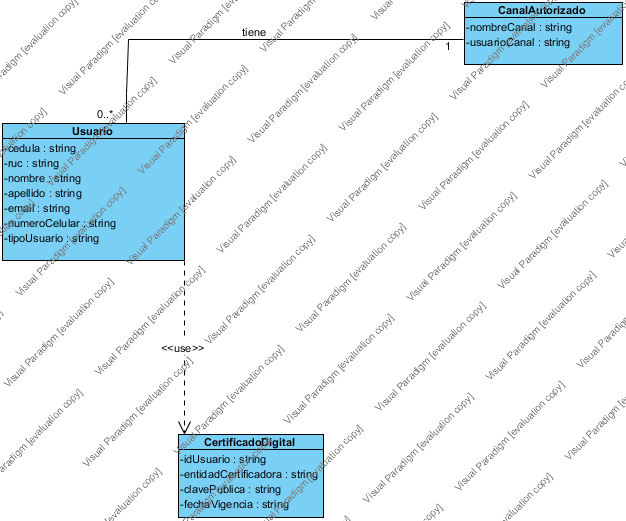 CanalAutorizado
-nombreCanal : string
-usuarioCanal : string
tiene
1
0..*
Usuario
-cedula : string
-ruc : string
-nombre : string
-apellido : string
-email : string
-numeroCelular : string
-tipoUsuario : string
<<use>>
CertificadoDigital
-idUsuario : string
-entidadCertificadora : string
-clavePublica : string
-fechaVigencia : string
Visual Paradigm [evaluation copy]